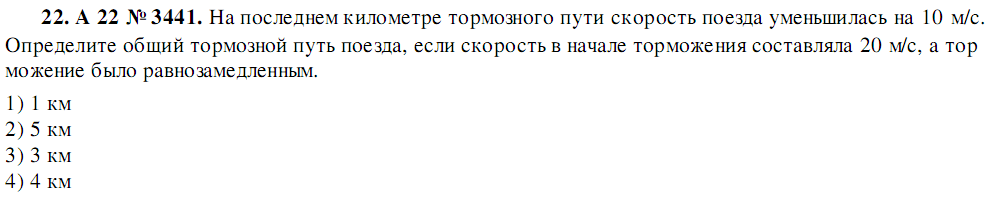 22. А 22 № 3441. На последнем километре тормозного пути скорость поезда уменьшилась на 10 м/с.
Определите общий тормозной путь поезда, если скорость в начале торможения составляла 20 м/с, а тор
можение было равнозамедленным.
1) 1 км
2) 5 км
3) 3 км
4) 4 км